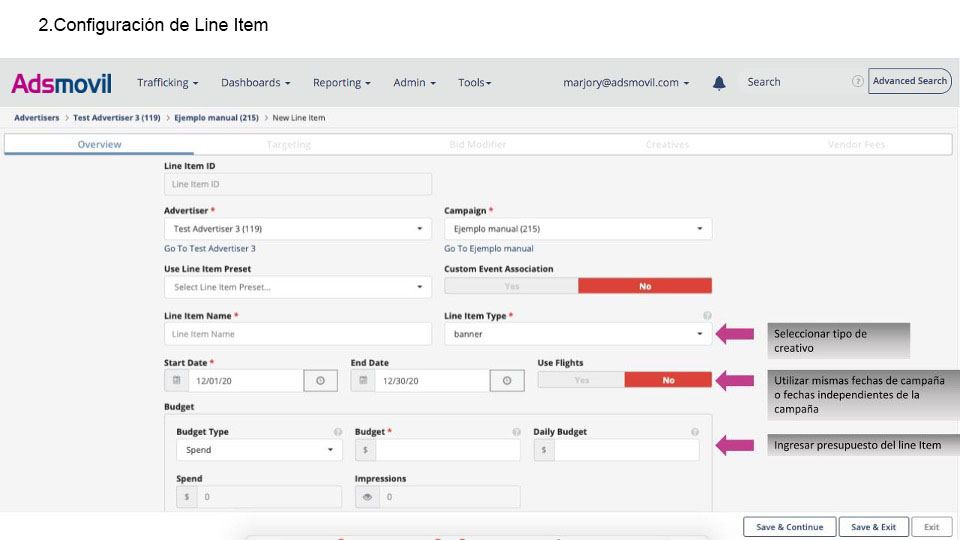 2.Configuración de Line Item
Adsmovil Trafficking Dashboards Reporting Admin Tools marjory@adsmovil.com Search ? Advanced Search
Advertisers > Test Advertiser 3 (119) > Ejemplo manual (215) > New Line Item
Overview Targeting Bid Modifier Creatives Vendor Fees
Line Item ID
Line Item ID
Advertiser * Campaign *
Test Advertiser 3 (119) Ejemplo manual (215)
Go To Test Advertiser 3 Go To Ejemplo manual
Use Line Item Preset Custom Event Association
Select Line Item Preset... Yes No
Line Item Name * Line Item Type * ?
Line Item Name banner
Seleccionar tipo de
creativo
Start Date * End Date Use Flights
12/01/20 12/30/20 Yes No
Utilizar mismas fechas de campaña
o fechas independientes de la
campaña
Budget
Budget Type ? Budget * ? Daily Budget ?
Spend $ $
Ingresar presupuesto del line Item
Spend Impressions
$ 0 0
Save & Continue Save & Exit Exit